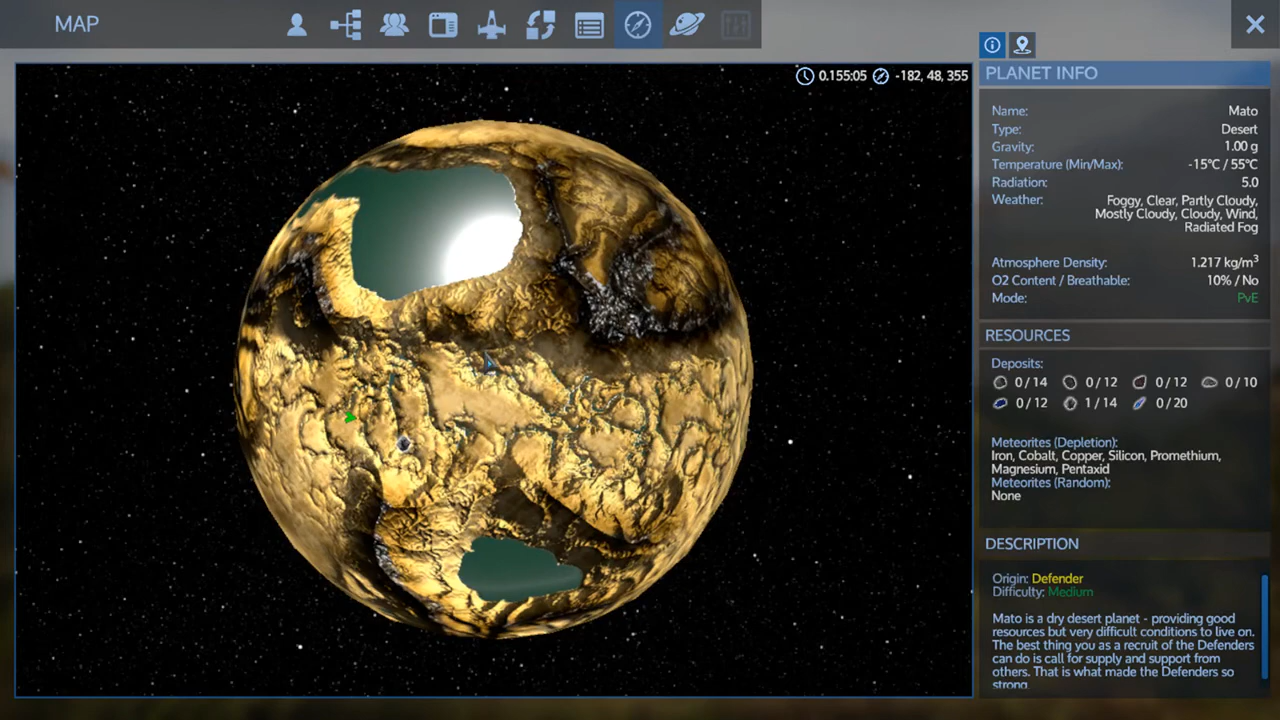 MAP
0.155:05 -182, 48, 355
PLANET INFO
Name: Mato
Type: Desert
Gravity: 1.00 g
Temperature (Min/Max): -15°C / 55°C
Radiation: 5.0
Weather: Foggy, Clear, Partly Cloudy,
Mostly Cloudy, Cloudy, Wind,
Radiated Fog
Atmosphere Density: 1.217 kg/m³
O2 Content / Breathable: 10% / No
Mode: PvE
RESOURCES
Deposits:
0/14 0/12 0/12 0/10
0/12 1/14 0/20
Meteorites (Depletion):
Iron, Cobalt, Copper, Silicon, Promethium,
Magnesium, Pentaxid
Meteorites (Random):
None
DESCRIPTION
Origin: Defender
Difficulty: Medium
Mato is a dry desert planet - providing good
resources but very difficult conditions to live on.
The best thing you as a recruit of the Defenders
can do is call for supply and support from
others. That is what made the Defenders so
strong